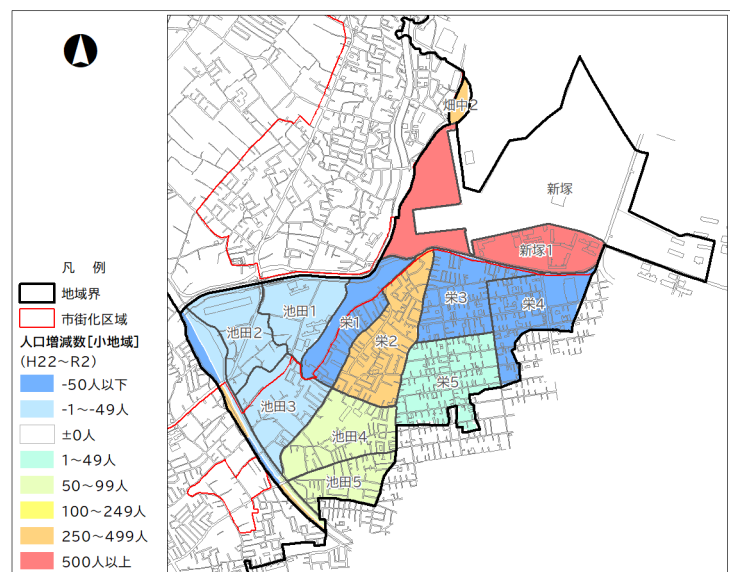 畑中2
新塚
新塚1
栄3
栄4
池田1
池田2
栄1
栄2
栄5
池田3
池田4
池田5
凡　例
地域界
市街化区域
人口増減数[小地域]
(H22～R2)
-50人以下
-1～-49人
±0人
1～49人
50～99人
100～249人
250～499人
500人以上